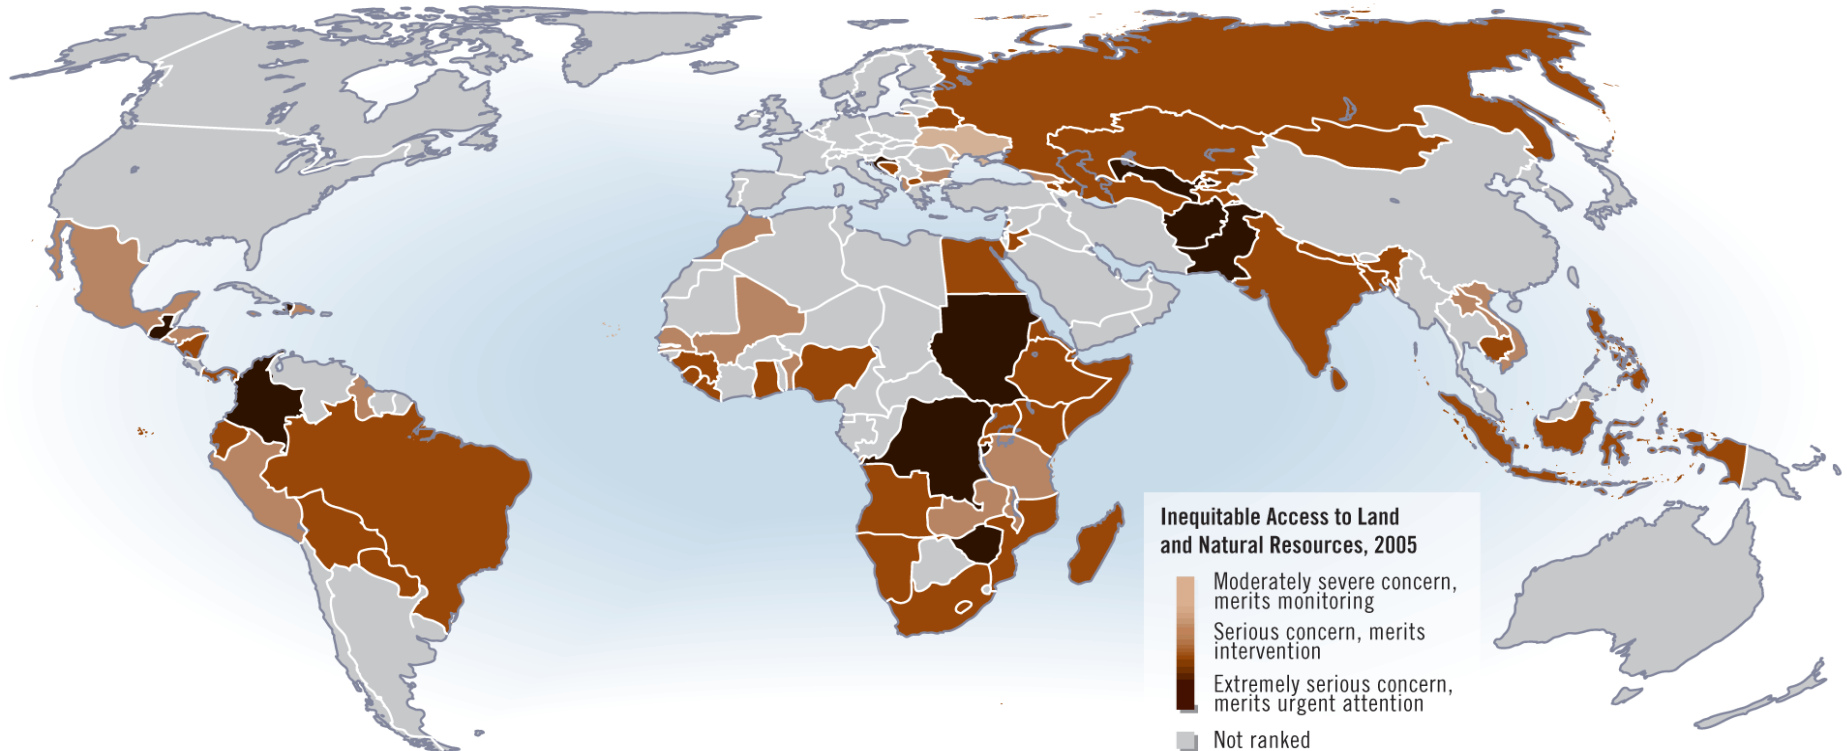 Inequitable Access to Land
and Natural Resources, 2005
Moderately severe concern,
merits monitoring
Serious concern, merits
intervention
Extremely serious concern,
merits urgent attention
Not ranked